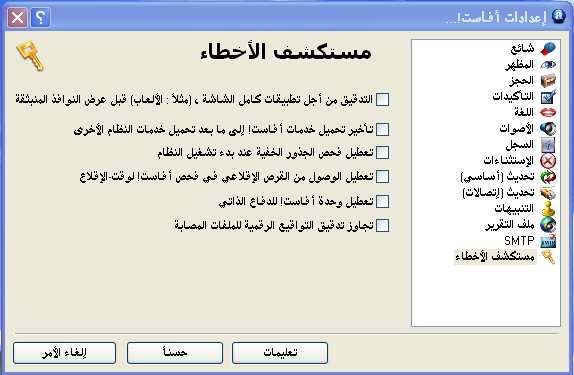 إعدادات أفاست!...
شائع
المظهر
الحجز
التأكيدات
اللغة
الأصوات
السجل
الإستثناءات
تحديث (أساسي)
تحديث (إتصالات)
التنبيهات
ملف التقرير
SMTP
مستكشف الأخطاء
مستكشف الأخطاء
التدقيق من أجل تطبيقات كامل الشاشة ، (مثلاً : الألعاب) قبل عرض النوافذ المنبثقة
تأخير تحميل خدمات أفاست! إلى ما بعد تحميل خدمات النظام الأخرى
تعطيل فحص الجذور الخفية عند بدء تشغيل النظام
تعطيل الوصول من القرص الإقلاعي في فحص أفاست! لوقت-الإقلاع
تعطيل وحدة أفاست! للدفاع الذاتي
تجاوز تدقيق التواقيع الرقمية للملفات المصابة
تعليمات
حسناً
إلغاء الأمر